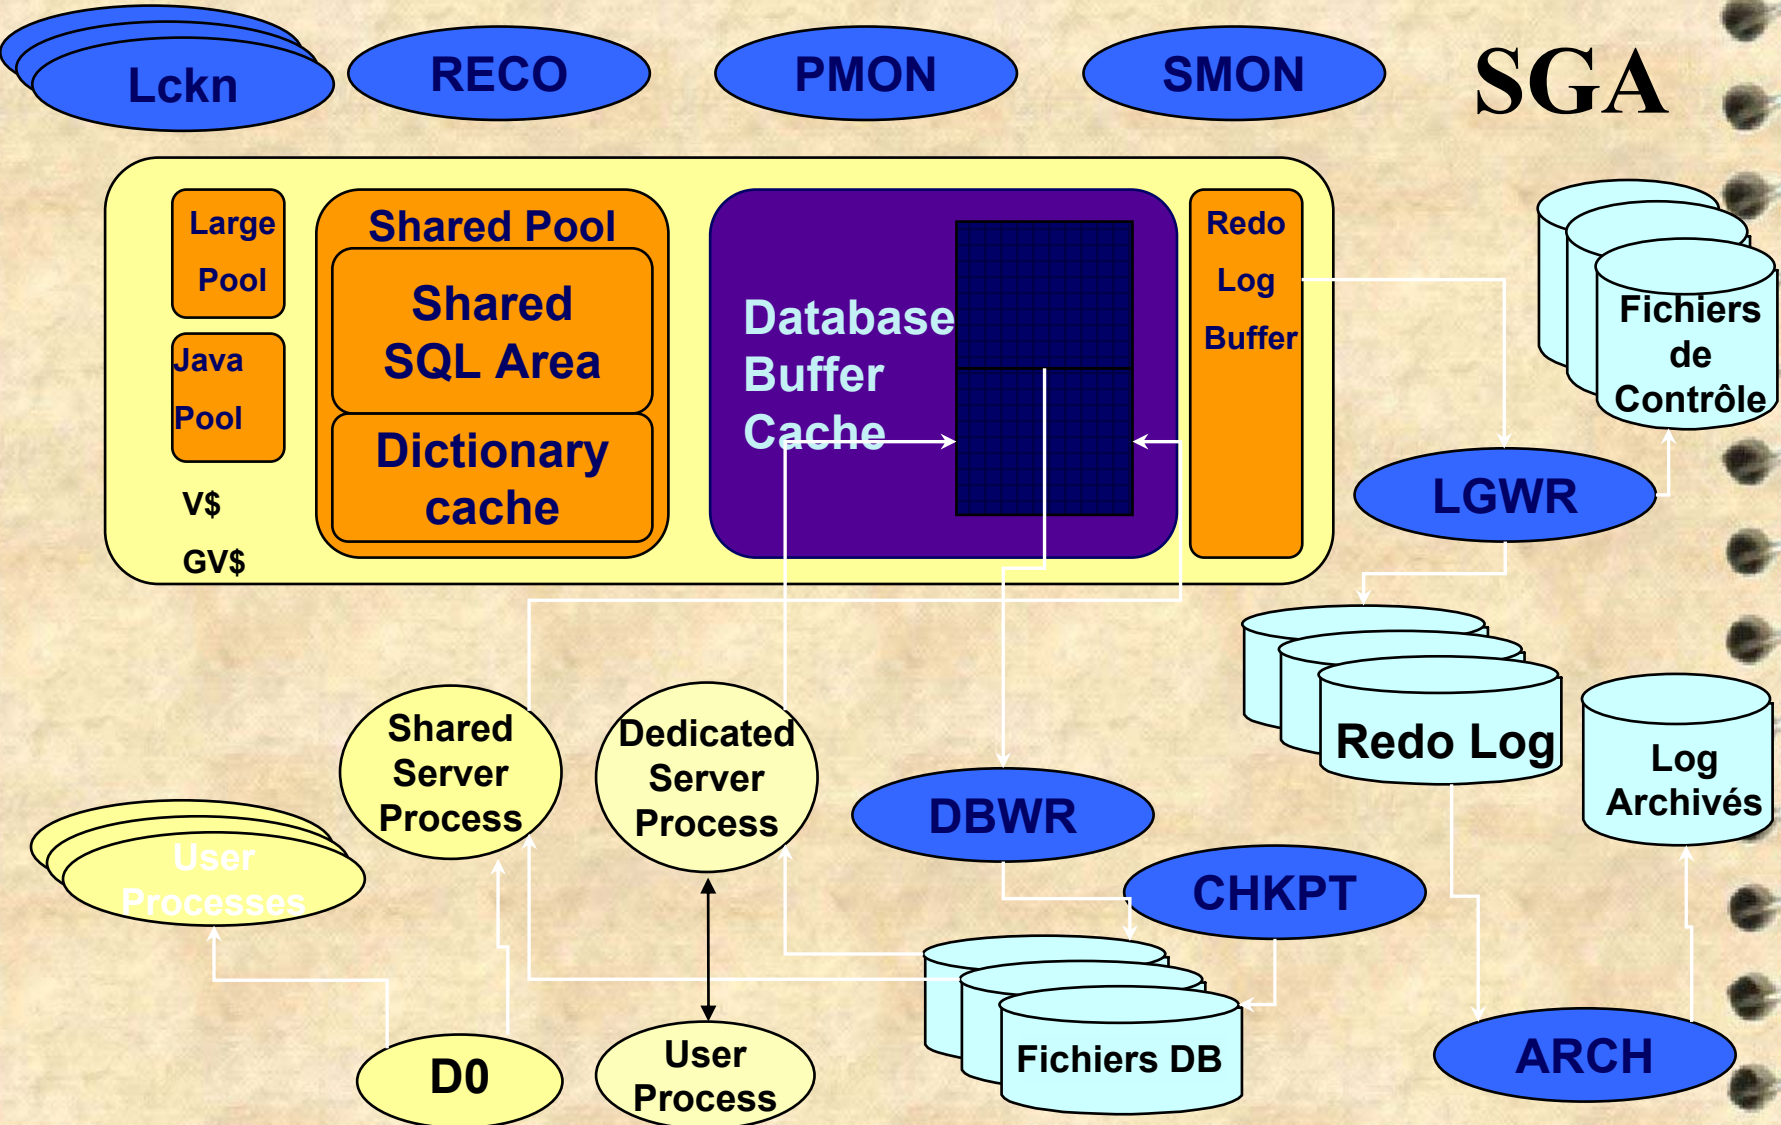 Lckn
RECO
PMON
SMON
SGA
Large
Pool
Java
Pool
V$
GV$
Shared Pool
Shared
SQL Area
Dictionary
cache
Database
Buffer
Cache
Redo
Log
Buffer
Fichiers
de
Contrôle
LGWR
Shared
Server
Process
Dedicated
Server
Process
DBWR
CHKPT
Redo Log
Log
Archivés
User
Processes
D0
User
Process
Fichiers DB
ARCH